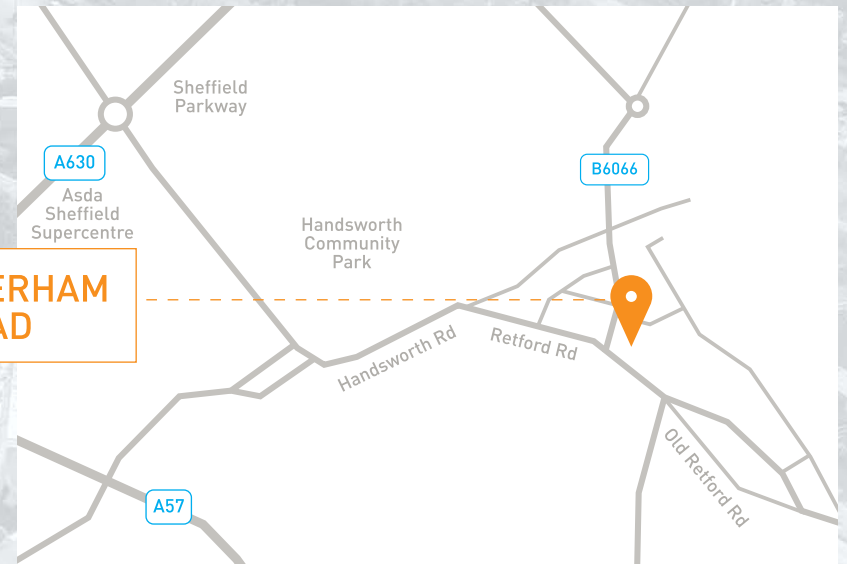 Sheffield
Parkway
A630
B6066
Asda
Sheffield
Supercentre
Handsworth
Community
Park
ERHAM
AD
Handsworth Rd
Retford Rd
Old Retford Rd
A57